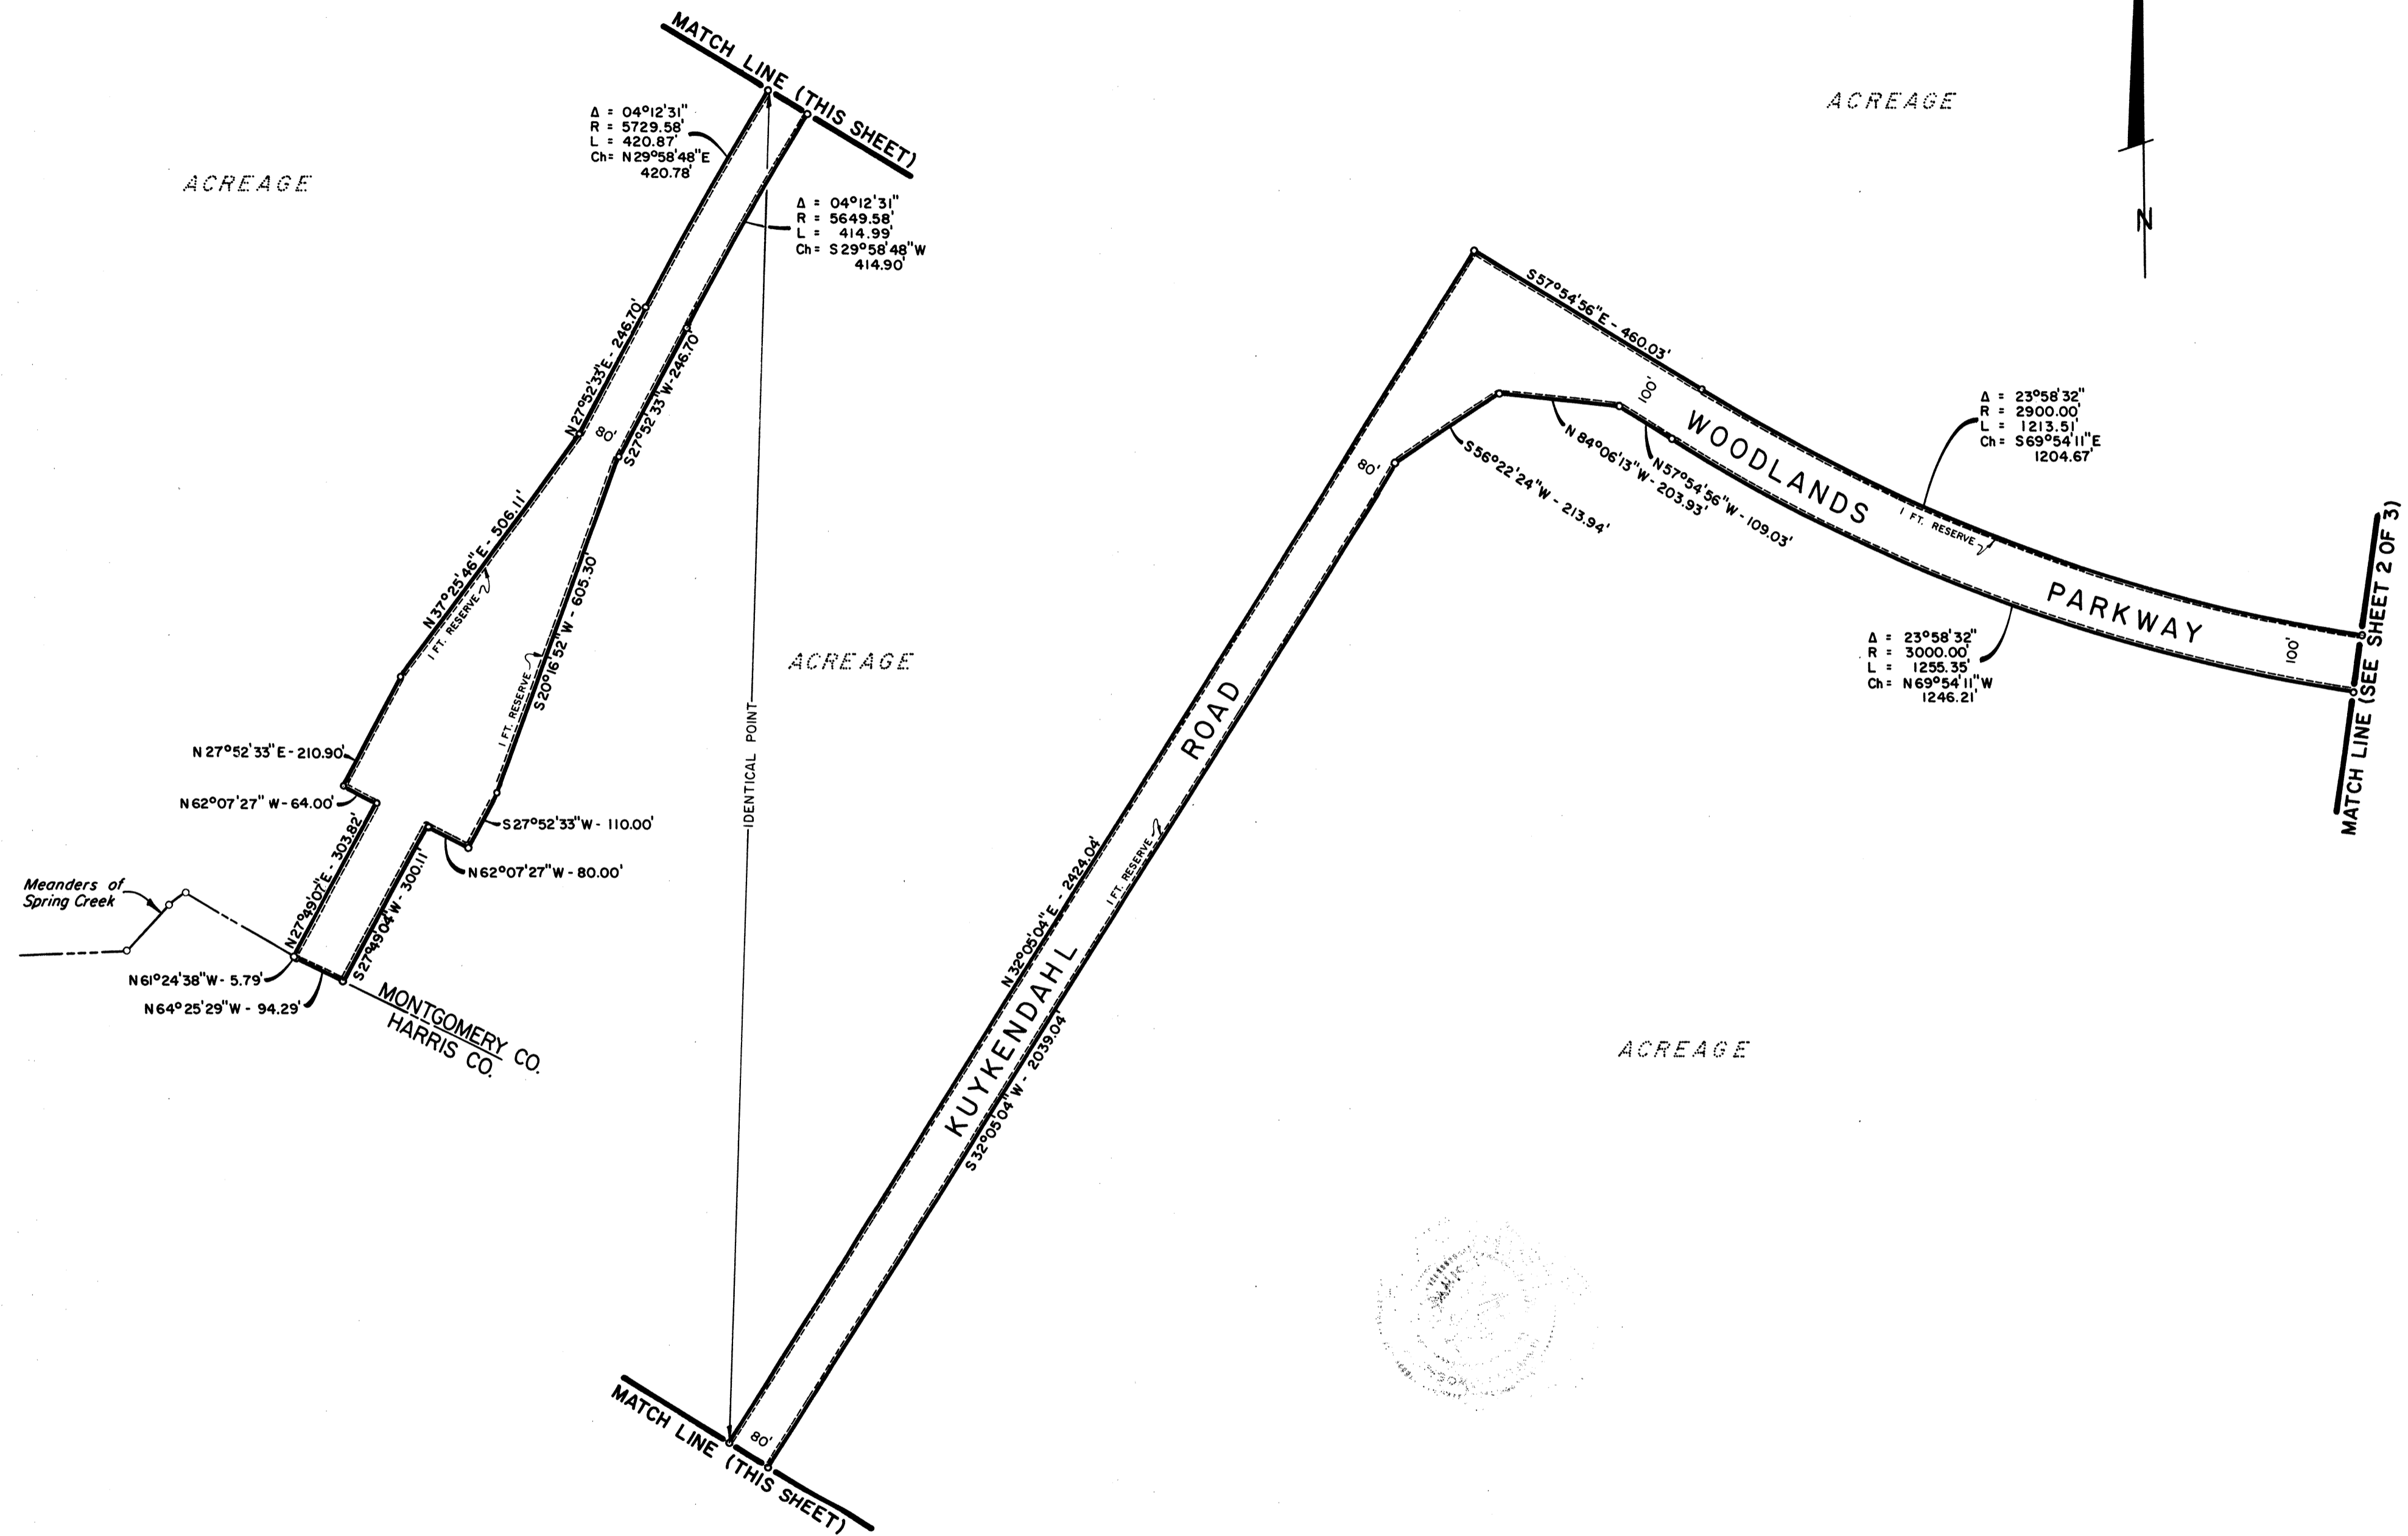 MATCH LINE (THIS SHEET)
Δ = 04°12'31"
R = 5729.58'
L = 420.87'
Ch= N29°58'48"E
420.78'
ACREAGE
Δ = 04°12'31"
R = 5649.58'
L = 414.99'
Ch= S29°58'48"W
414.90'
ACREAGE
N
N27°52'33"E - 246.70'
S27°52'33"W-246.70'
80'
N37°25'46"E - 506.11'
1 FT. RESERVE
S20°16'52"W - 605.30'
1 FT. RESERVE
N27°52'33"E-210.90'
N62°07'27"W-64.00'
N27°49'07"E - 303.82'
S27°49'04"W - 300.11'
S27°52'33"W- 110.00'
N62°07'27"W-80.00'
Meanders of
Spring Creek
N61°24'38"W- 5.79'
N64°25'29"W - 94.29'
MONTGOMERY CO.
HARRIS CO.
IDENTICAL POINT
ACREAGE
S57°54'56"E - 460.03'
100'
WOODLANDS
PARKWAY
Δ = 23°58'32"
R = 2900.00'
L = 1213.51'
Ch= S69°54'11"E
1204.67'
1 FT. RESERVE
N84°06'13"W - 203.93'
N57°54'56"W - 109.03'
S56°22'24"W - 213.94'
80'
Δ = 23°58'32"
R = 3000.00'
L = 1255.35'
Ch= N69°54'11"W
1246.21'
100'
MATCH LINE (SEE SHEET 2 OF 3)
KUYKENDAHL ROAD
N32°05'04"E - 2424.04'
S32°05'04"W - 2039.04'
1 FT. RESERVE
ACREAGE
80'
MATCH LINE (THIS SHEET)